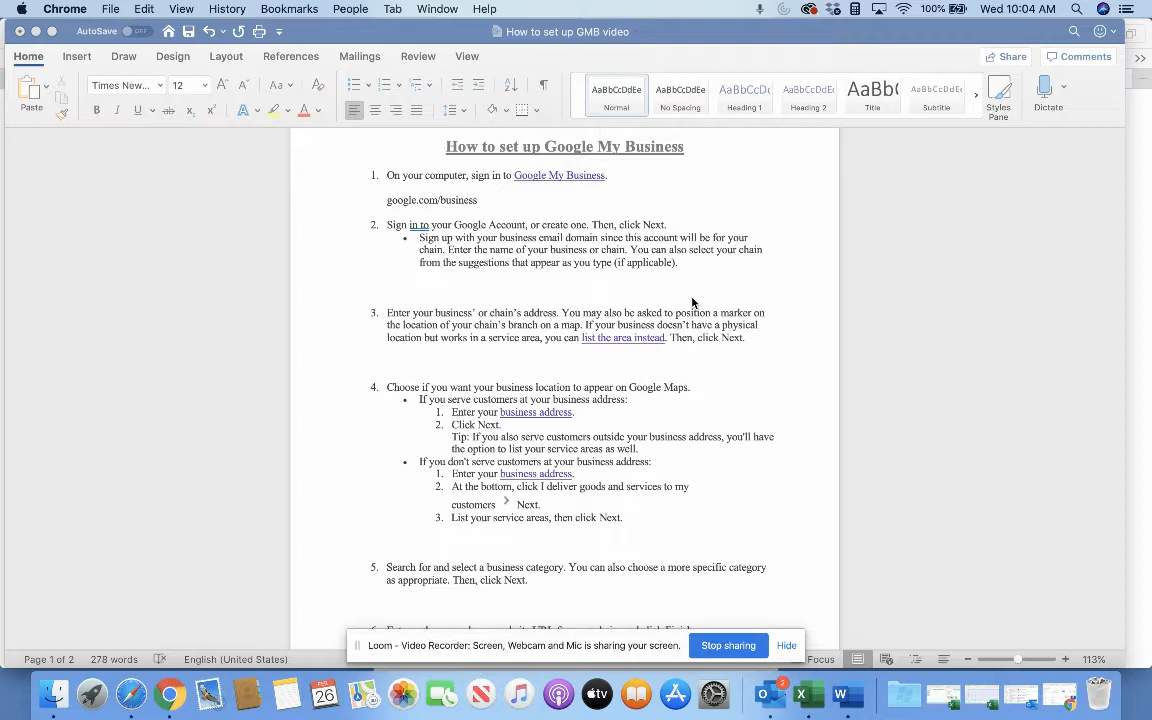 Chrome File Edit View History Bookmarks People Tab Window Help 100% Wed 10:04 AM
AutoSave OFF How to set up GMB video
Home Insert Draw Design Layout References Mailings Review View Share Comments
Times New... 12 Aa
Paste B I U ab x₂ x² A A
AaBbCcDdEe AaBbCcDdEe AaBbCcDc AaBbCcDdEe AaBb( AaBbCcDdEe
Normal No Spacing Heading 1 Heading 2 Title Subtitle Styles Pane Dictate
How to set up Google My Business
1. On your computer, sign in to Google My Business.
google.com/business
2. Sign in to your Google Account, or create one. Then, click Next.
• Sign up with your business email domain since this account will be for your
chain. Enter the name of your business or chain. You can also select your chain
from the suggestions that appear as you type (if applicable).
3. Enter your business' or chain's address. You may also be asked to position a marker on
the location of your chain's branch on a map. If your business doesn't have a physical
location but works in a service area, you can list the area instead. Then, click Next.
4. Choose if you want your business location to appear on Google Maps.
• If you serve customers at your business address:
1. Enter your business address.
2. Click Next.
Tip: If you also serve customers outside your business address, you'll have
the option to list your service areas as well.
• If you don't serve customers at your business address:
1. Enter your business address.
2. At the bottom, click I deliver goods and services to my
customers > Next.
3. List your service areas, then click Next.
5. Search for and select a business category. You can also choose a more specific category
as appropriate. Then, click Next.
Loom - Video Recorder: Screen, Webcam and Mic is sharing your screen. Stop sharing Hide
Page 1 of 2 278 words English (United States) Focus 113%
FEB
26
tv
2